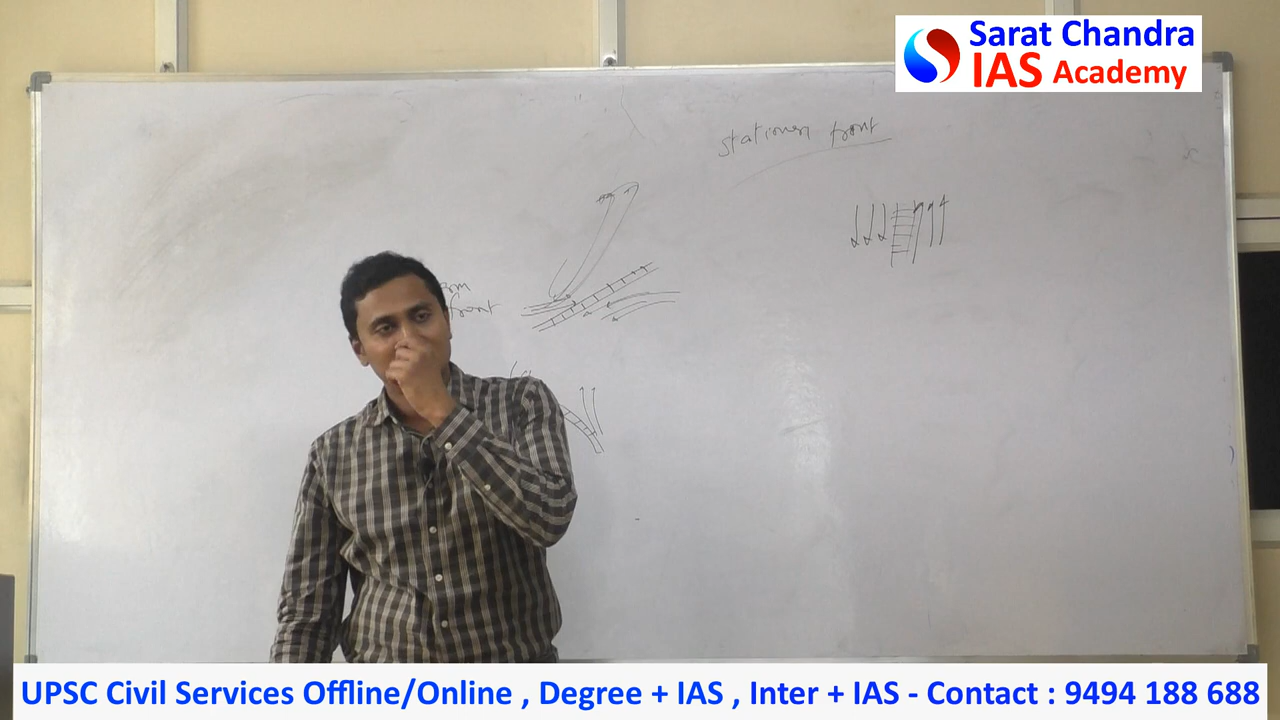 Sarat Chandra
IAS Academy
stationery front
front
UPSC Civil Services Offline/Online , Degree + IAS , Inter + IAS - Contact : 9494 188 688